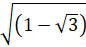 √(1 − √3)